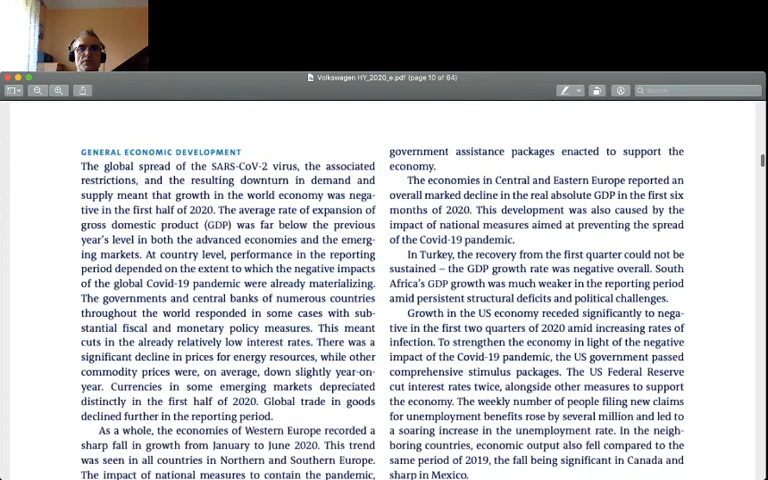 Volkswagen HY_2020_e.pdf (page 10 of 64)
Search
GENERAL ECONOMIC DEVELOPMENT
The global spread of the SARS-CoV-2 virus, the associated
restrictions, and the resulting downturn in demand and
supply meant that growth in the world economy was nega-
tive in the first half of 2020. The average rate of expansion of
gross domestic product (GDP) was far below the previous
year's level in both the advanced economies and the emerg-
ing markets. At country level, performance in the reporting
period depended on the extent to which the negative impacts
of the global Covid-19 pandemic were already materializing.
The governments and central banks of numerous countries
throughout the world responded in some cases with sub-
stantial fiscal and monetary policy measures. This meant
cuts in the already relatively low interest rates. There was a
significant decline in prices for energy resources, while other
commodity prices were, on average, down slightly year-on-
year. Currencies in some emerging markets depreciated
distinctly in the first half of 2020. Global trade in goods
declined further in the reporting period.
As a whole, the economies of Western Europe recorded a
sharp fall in growth from January to June 2020. This trend
was seen in all countries in Northern and Southern Europe.
The impact of national measures to contain the pandemic,
government assistance packages enacted to support the
economy.
The economies in Central and Eastern Europe reported an
overall marked decline in the real absolute GDP in the first six
months of 2020. This development was also caused by the
impact of national measures aimed at preventing the spread
of the Covid-19 pandemic.
In Turkey, the recovery from the first quarter could not be
sustained – the GDP growth rate was negative overall. South
Africa's GDP growth was much weaker in the reporting period
amid persistent structural deficits and political challenges.
Growth in the US economy receded significantly to nega-
tive in the first two quarters of 2020 amid increasing rates of
infection. To strengthen the economy in light of the negative
impact of the Covid-19 pandemic, the US government passed
comprehensive stimulus packages. The US Federal Reserve
cut interest rates twice, alongside other measures to support
the economy. The weekly number of people filing new claims
for unemployment benefits rose by several million and led to
a soaring increase in the unemployment rate. In the neigh-
boring countries, economic output also fell compared to the
same period of 2019, the fall being significant in Canada and
sharp in Mexico.